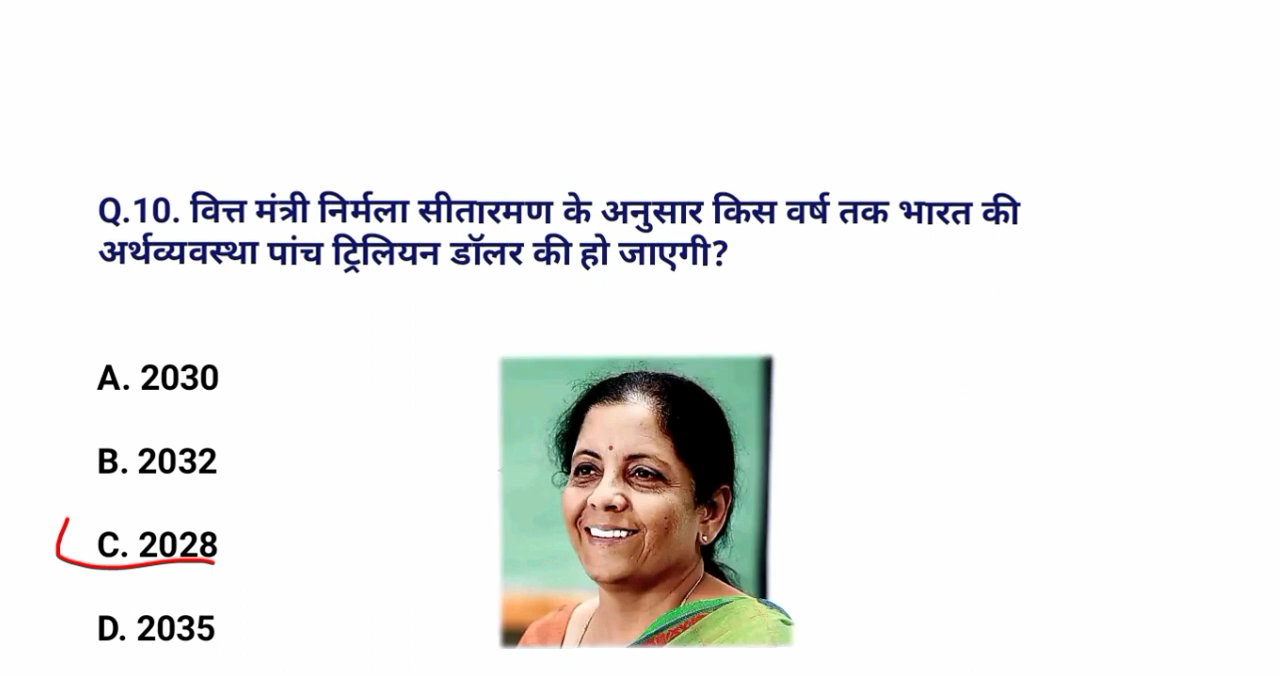 Q.10. वित्त मंत्री निर्मला सीतारमण के अनुसार किस वर्ष तक भारत की
अर्थव्यवस्था पांच ट्रिलियन डॉलर की हो जाएगी?
A. 2030
B. 2032
C. 2028
D. 2035